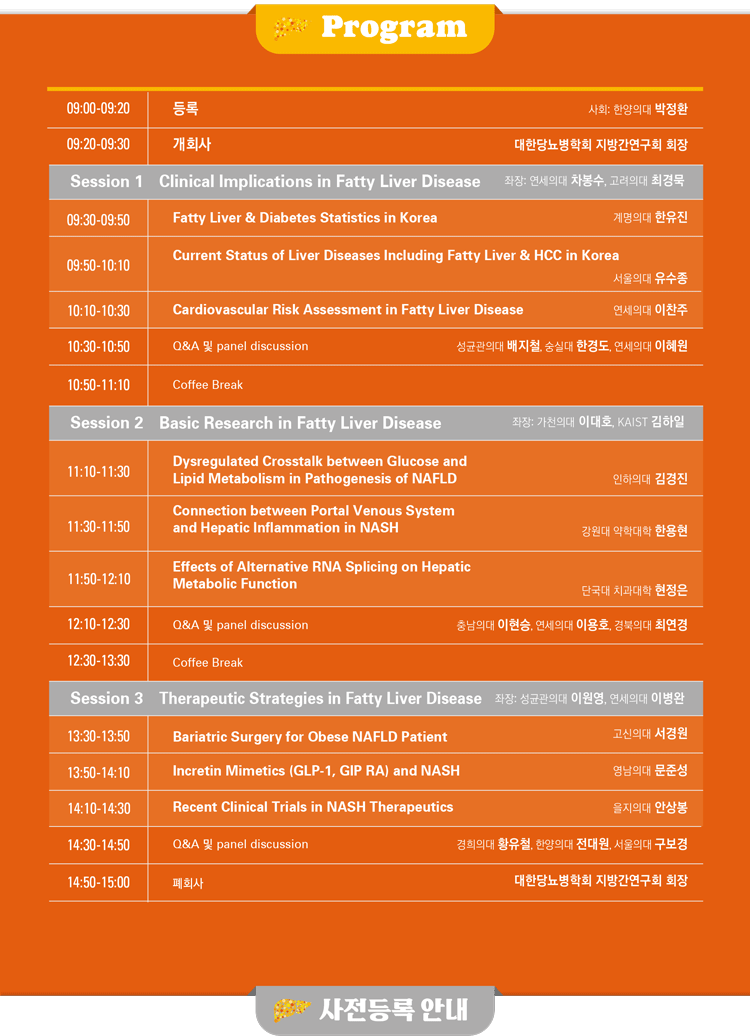 Program
09:00-09:20 등록 사회: 한양의대 박정환
09:20-09:30 개회사 대한당뇨병학회 지방간연구회 회장
Session 1 Clinical Implications in Fatty Liver Disease 좌장: 연세의대 차봉수, 고려의대 최경묵
09:30-09:50 Fatty Liver & Diabetes Statistics in Korea 계명의대 한유진
09:50-10:10 Current Status of Liver Diseases Including Fatty Liver & HCC in Korea
서울의대 유수종
10:10-10:30 Cardiovascular Risk Assessment in Fatty Liver Disease 연세의대 이찬주
10:30-10:50 Q&A 및 panel discussion 성균관의대 배지철, 숭실대 한경도, 연세의대 이혜원
10:50-11:10 Coffee Break
Session 2 Basic Research in Fatty Liver Disease 좌장: 가천의대 이대호, KAIST 김하일
11:10-11:30 Dysregulated Crosstalk between Glucose and
Lipid Metabolism in Pathogenesis of NAFLD 인하의대 김경진
11:30-11:50 Connection between Portal Venous System
and Hepatic Inflammation in NASH 강원대 약학대학 한용현
11:50-12:10 Effects of Alternative RNA Splicing on Hepatic
Metabolic Function 단국대 치과대학 현정은
12:10-12:30 Q&A 및 panel discussion 충남의대 이현승, 연세의대 이용호, 경북의대 최연경
12:30-13:30 Coffee Break
Session 3 Therapeutic Strategies in Fatty Liver Disease 좌장: 성균관의대 이원영, 연세의대 이병완
13:30-13:50 Bariatric Surgery for Obese NAFLD Patient 고신의대 서경원
13:50-14:10 Incretin Mimetics (GLP-1, GIP RA) and NASH 영남의대 문준성
14:10-14:30 Recent Clinical Trials in NASH Therapeutics 을지의대 안상봉
14:30-14:50 Q&A 및 panel discussion 경희의대 황유철, 한양의대 전대원, 서울의대 구보경
14:50-15:00 폐회사 대한당뇨병학회 지방간연구회 회장
사전등록 안내